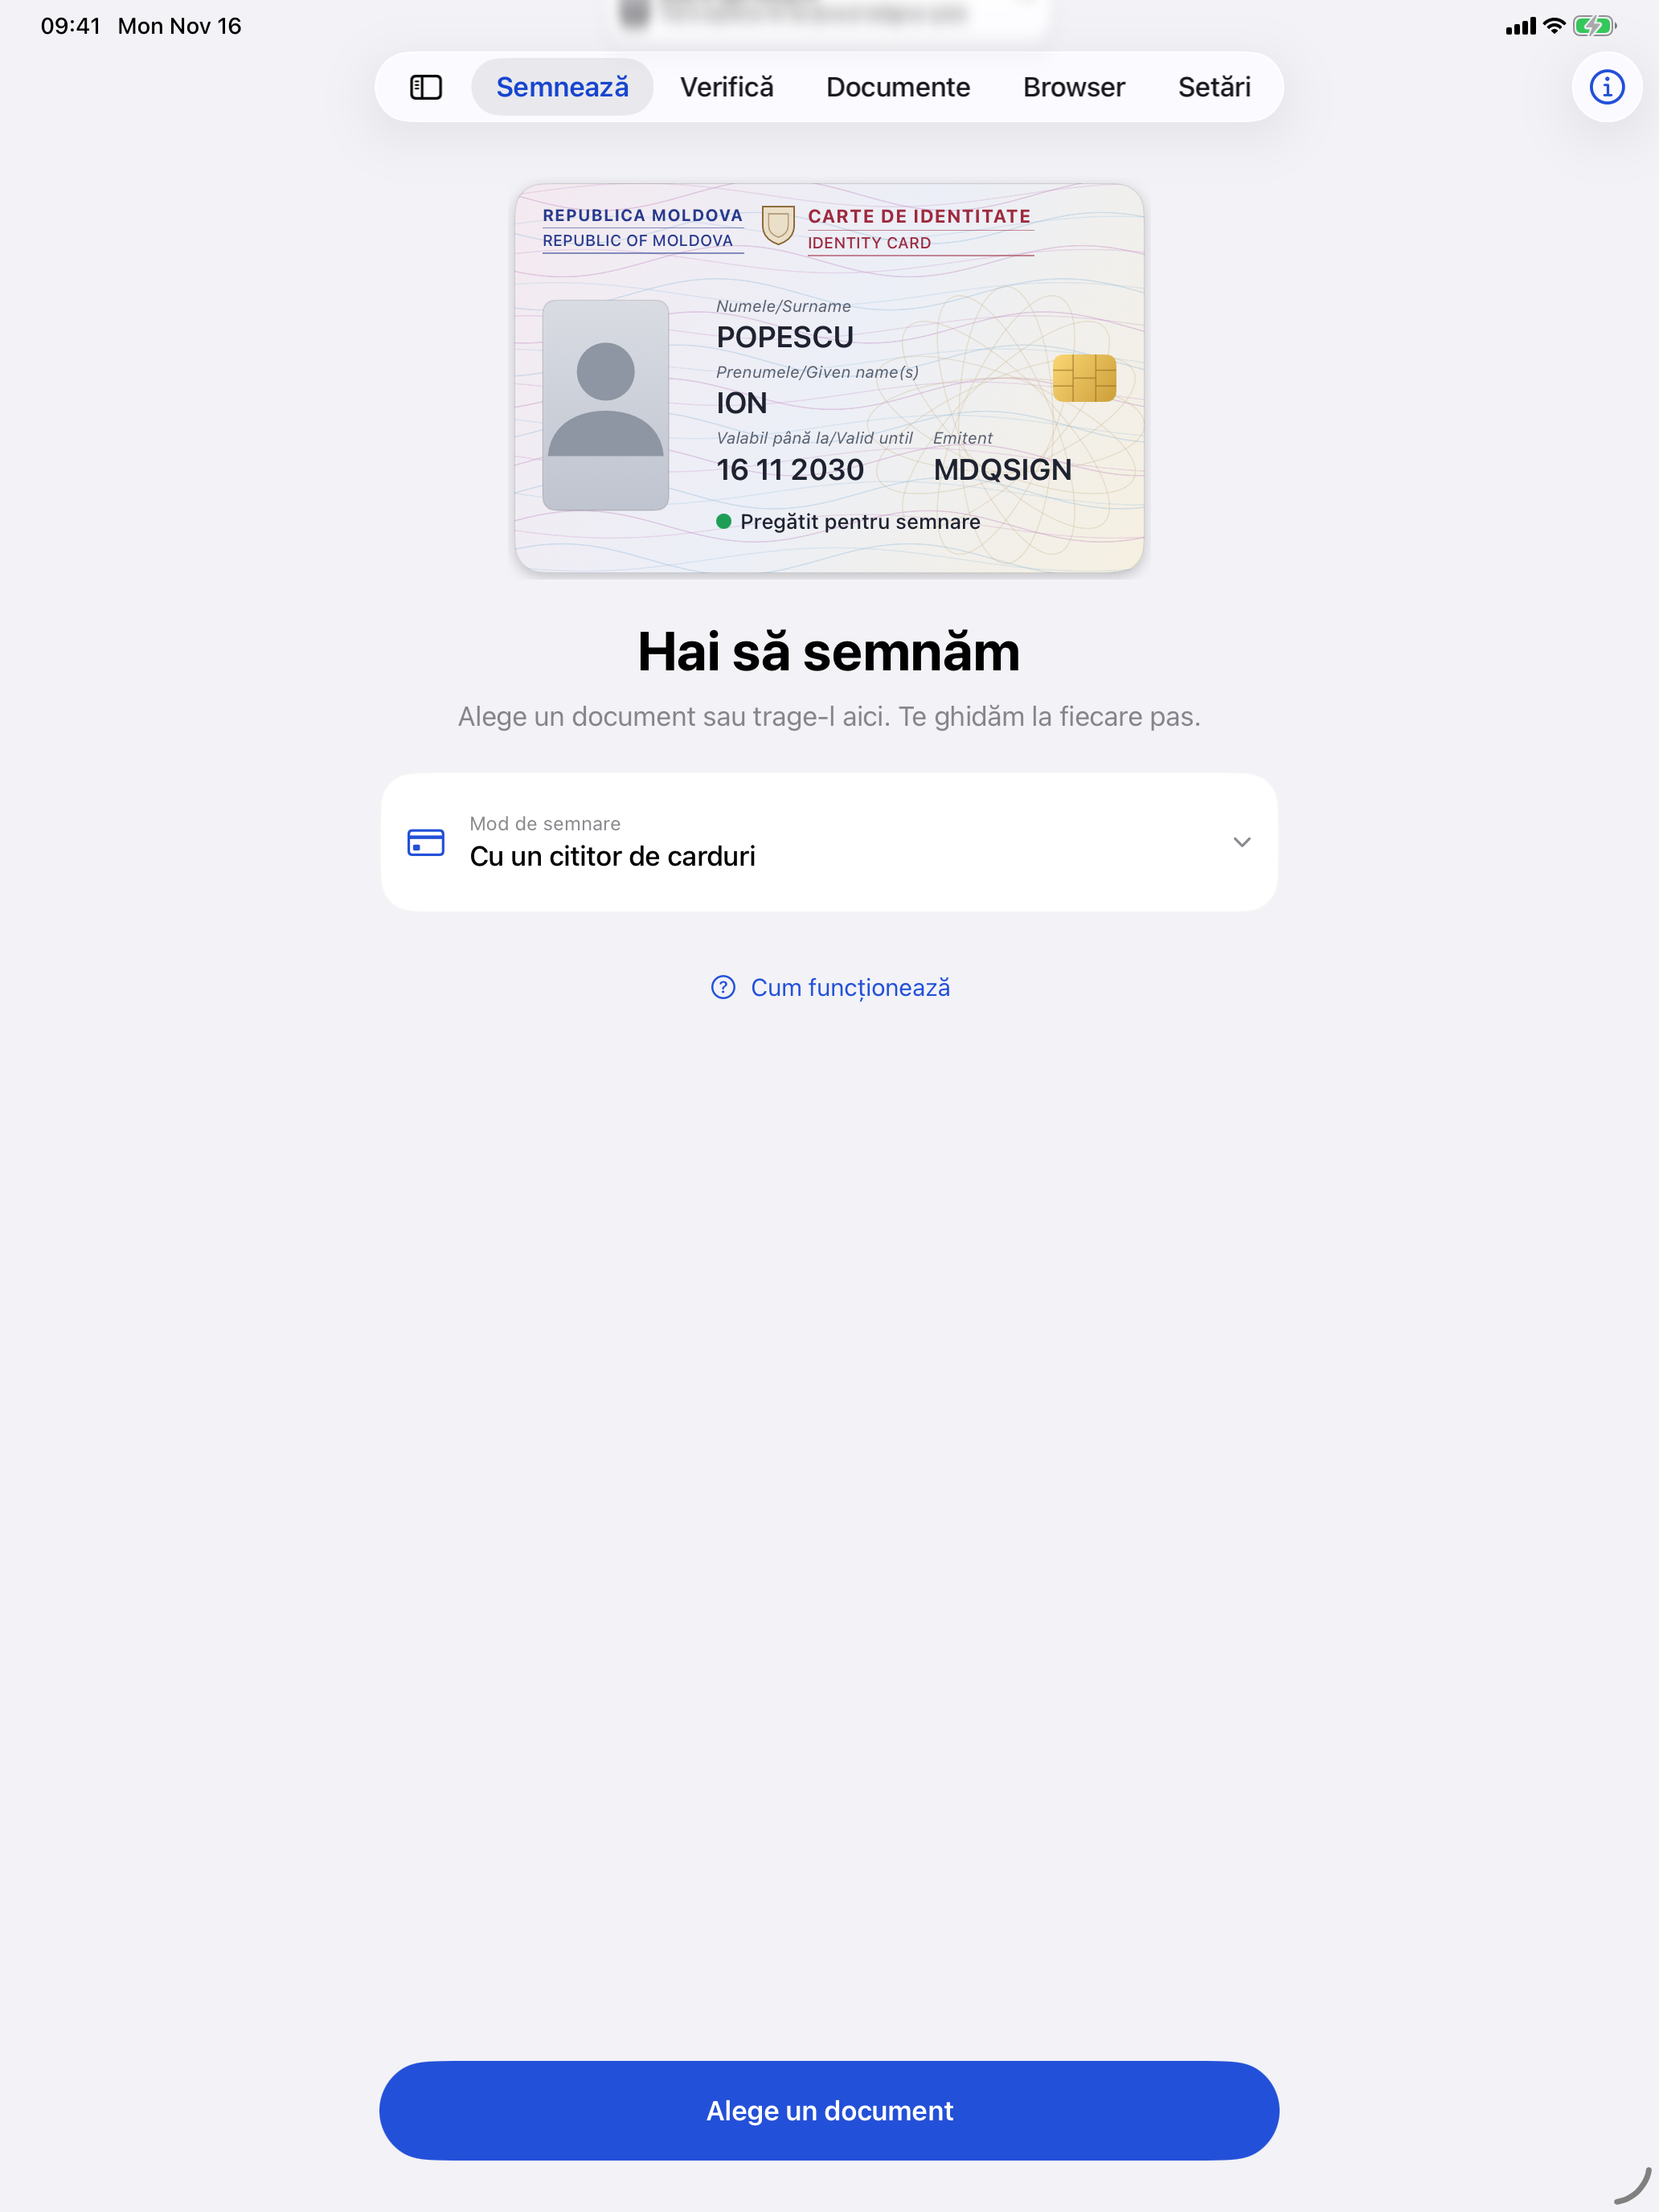 09:41 Mon Nov 16
Semnează Verifică Documente Browser Setări
REPUBLICA MOLDOVA
REPUBLIC OF MOLDOVA
CARTE DE IDENTITATE
IDENTITY CARD
Numele/Surname
POPESCU
Prenumele/Given name(s)
ION
Valabil până la/Valid until Emitent
16 11 2030 MDQSIGN
Pregătit pentru semnare
Hai să semnăm
Alege un document sau trage-l aici. Te ghidăm la fiecare pas.
Mod de semnare
Cu un cititor de carduri
Cum funcționează
Alege un document